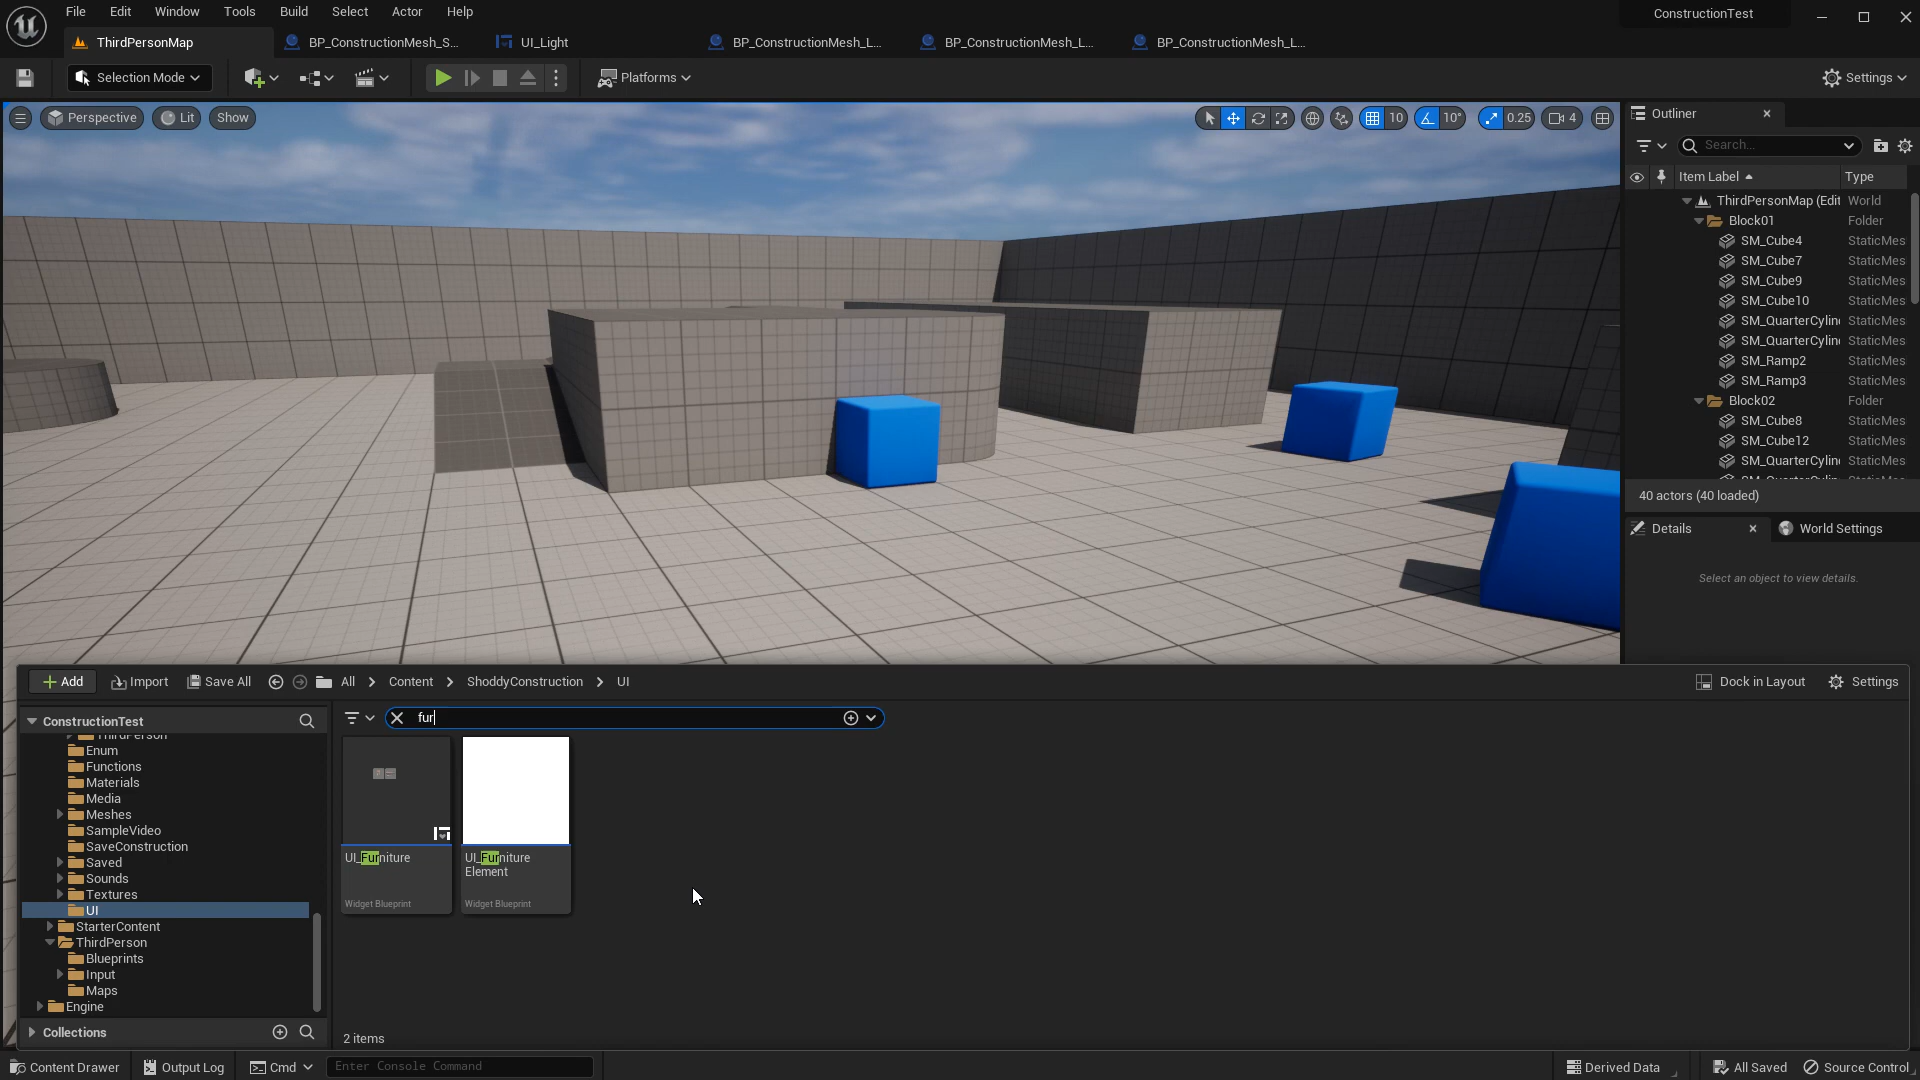 File Edit Window Tools Build Select Actor Help
ConstructionTest
ThirdPersonMap BP_ConstructionMesh_S... UI_Light BP_ConstructionMesh_L... BP_ConstructionMesh_L... BP_ConstructionMesh_L...
Selection Mode Platforms Settings
Perspective Lit Show 10 10° 0.25 4
Outliner
Search...
Item Label Type
ThirdPersonMap (Edit World
Block01 Folder
SM_Cube4 StaticMes
SM_Cube7 StaticMes
SM_Cube9 StaticMes
SM_Cube10 StaticMes
SM_QuarterCyline StaticMes
SM_QuarterCyline StaticMes
SM_Ramp2 StaticMes
SM_Ramp3 StaticMes
Block02 Folder
SM_Cube8 StaticMes
SM_Cube12 StaticMes
SM_QuarterCyline StaticMes
40 actors (40 loaded)
Details World Settings
Select an object to view details.
Add Import Save All All Content ShoddyConstruction UI Dock in Layout Settings
ConstructionTest
fur
ThirdPerson
Enum
Functions
Materials
Media
Meshes
SampleVideo
SaveConstruction
Saved
Sounds
Textures
UI
StarterContent
ThirdPerson
Blueprints
Input
Maps
Engine
Collections
UI_Furniture
Widget Blueprint
UI_Furniture
Element
Widget Blueprint
2 items
Content Drawer Output Log Cmd Enter Console Command Derived Data All Saved Source Control